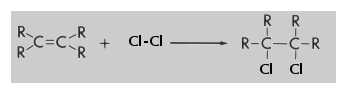 R R R R
C=C + Cl-Cl R-C-C-R
R R Cl Cl